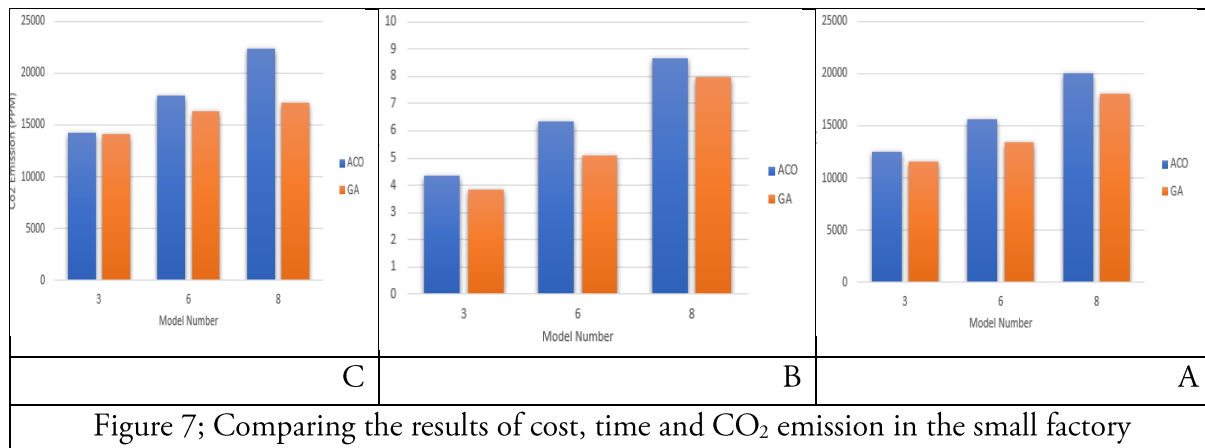 25000
20000
15000
10000
5000
0
Co2 Emission (PPM)
3 6 8
Model Number
ACO
GA
10
9
8
7
6
5
4
3
2
1
0
3 6 8
Model Number
ACO
GA
25000
20000
15000
10000
5000
0
3 6 8
Model Number
ACO
GA
C B A
Figure 7; Comparing the results of cost, time and CO₂ emission in the small factory